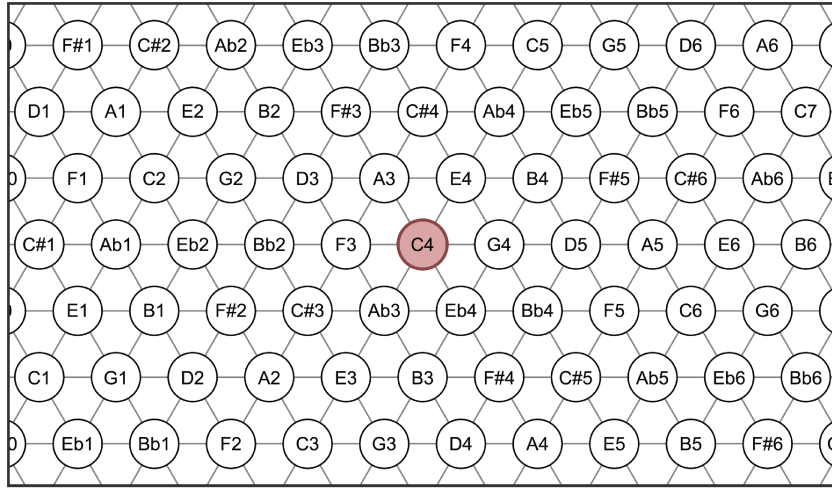 F#1 C#2 Ab2 Eb3 Bb3 F4 C5 G5 D6 A6
D1 A1 E2 B2 F#3 C#4 Ab4 Eb5 Bb5 F6 C7
F1 C2 G2 D3 A3 E4 B4 F#5 C#6 Ab6
C#1 Ab1 Eb2 Bb2 F3 C4 G4 D5 A5 E6 B6
E1 B1 F#2 C#3 Ab3 Eb4 Bb4 F5 C6 G6
C1 G1 D2 A2 E3 B3 F#4 C#5 Ab5 Eb6 Bb6
Eb1 Bb1 F2 C3 G3 D4 A4 E5 B5 F#6